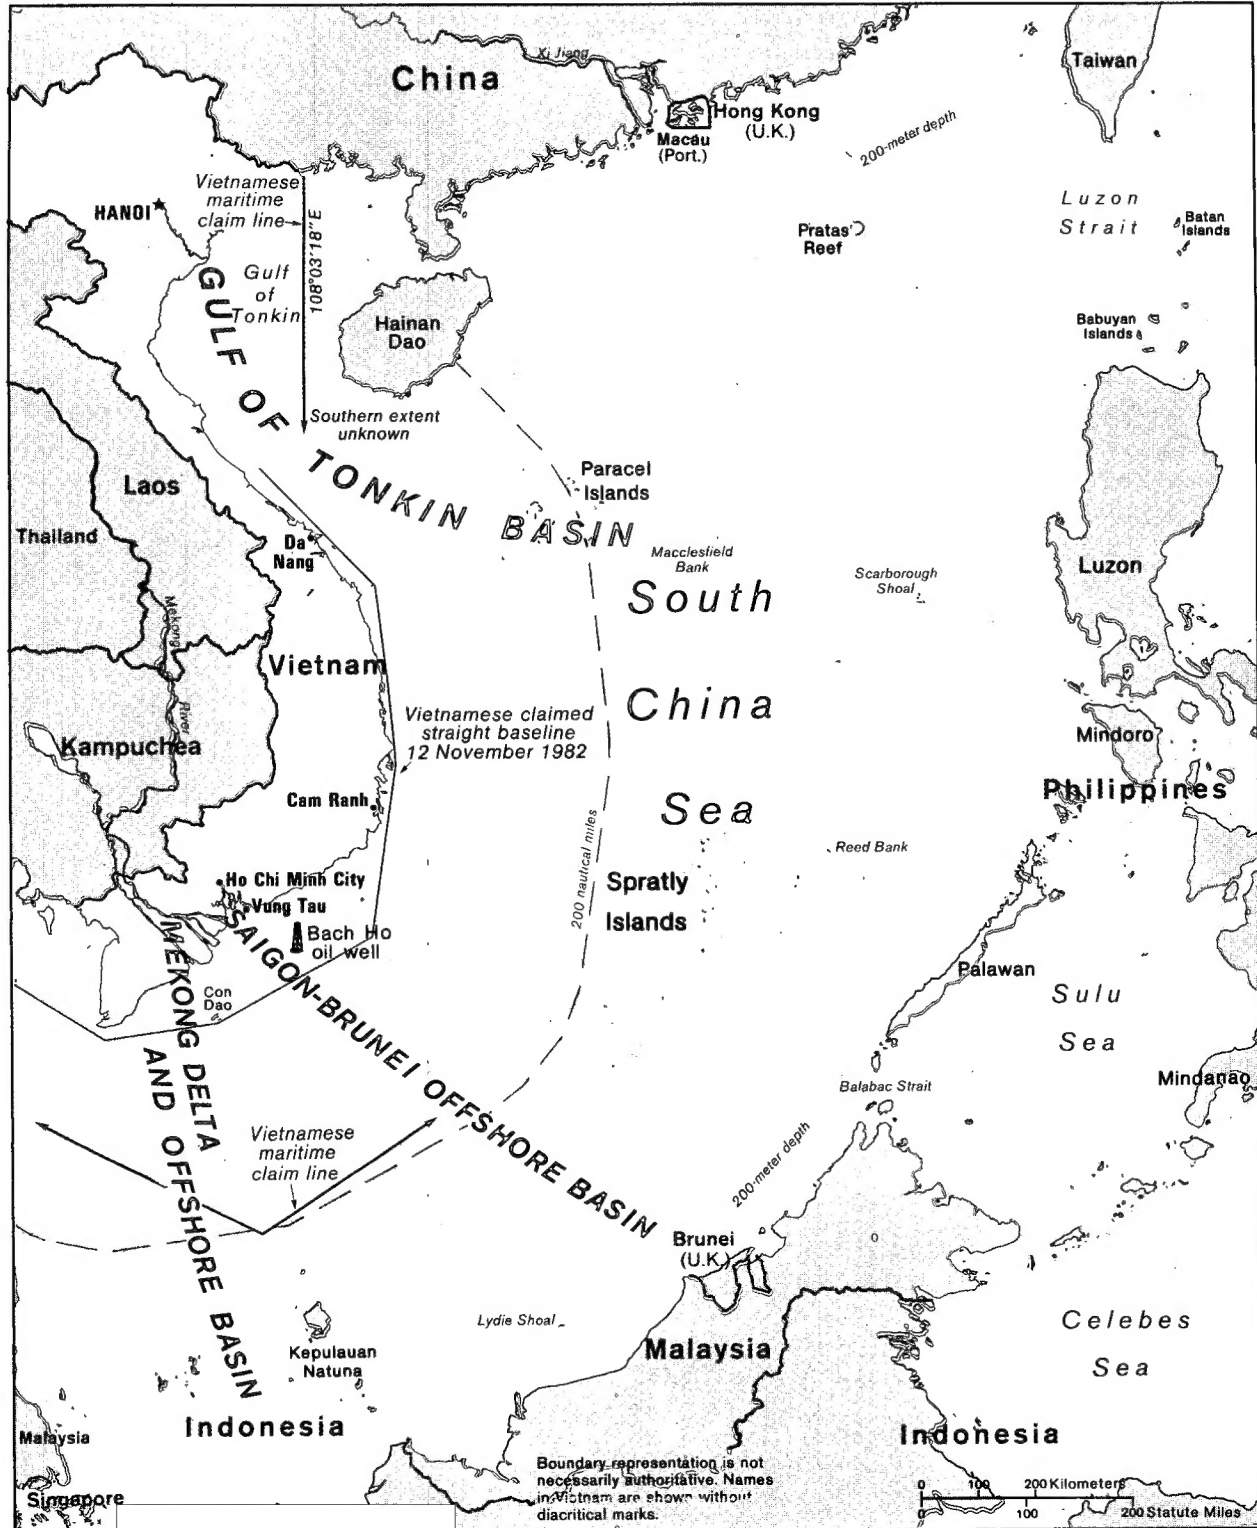 China
Xi Jiang
Taiwan
Hong Kong
(U.K.)
Macau
(Port.)
200-meter depth
Vietnamese
maritime
claim line
HANOI
108°03'18"E
Luzon
Strait
Batan
Islands
Pratas
Reef
Gulf
of
Tonkin
Hainan
Dao
Babuyan
Islands
GULF OF TONKIN BASIN
Southern extent
unknown
Paracel
Islands
Laos
Thailand
Da
Nang
Macclesfield
Bank
Scarborough
Shoal
Luzon
South
China
Sea
Mekong
River
Vietnam
Vietnamese claimed
straight baseline
12 November 1982
Kampuchea
Mindoro
Philippines
Cam Ranh
200 nautical miles
Reed Bank
Ho Chi Minh City
Vung Tau
Spratly
Islands
Bach Ho
oil well
SAIGON-BRUNEI OFFSHORE BASIN
MEKONG DELTA
AND OFFSHORE BASIN
Con
Dao
Palawan
Sulu
Sea
Mindanao
Balabac Strait
Vietnamese
maritime
claim line
200-meter depth
Brunei
(U.K.)
Lydie Shoal
Celebes
Sea
Malaysia
Kepulauan
Natuna
Indonesia
Malaysia
Indonesia
Singapore
Boundary representation is not
necessarily authoritative. Names
in Vietnam are shown without
diacritical marks.
0 100 200 Kilometers
0 100 200 Statute Miles